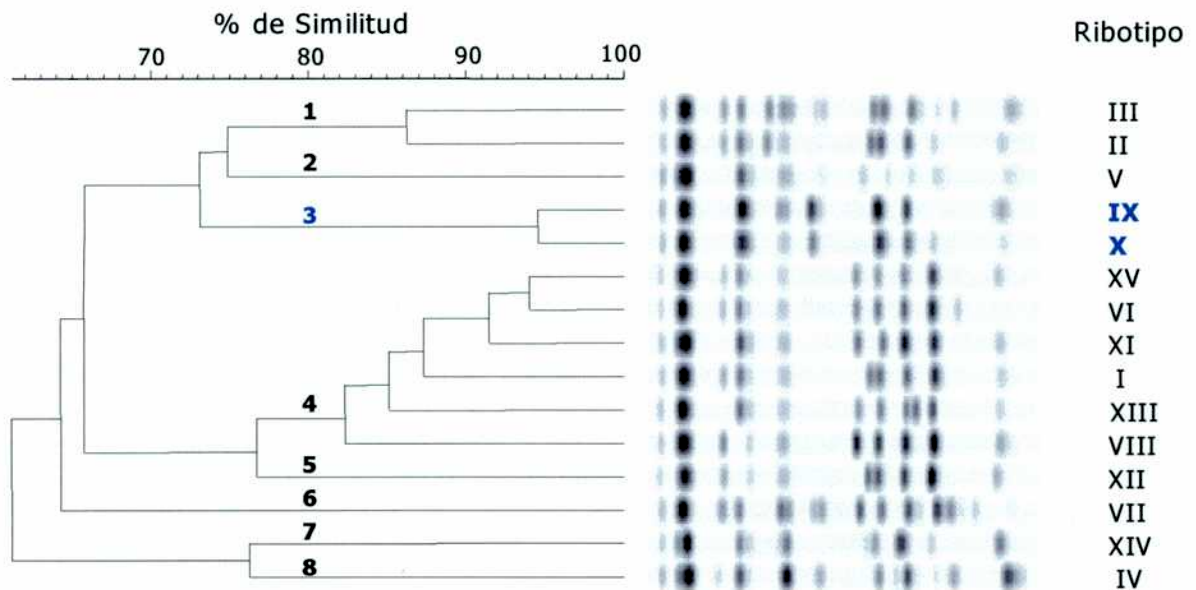 % de Similitud
Ribotipo
70 80 90 100
1
III
II
2
V
3
IX
X
XV
VI
XI
I
4
XIII
VIII
5
XII
6
VII
7
XIV
8
IV